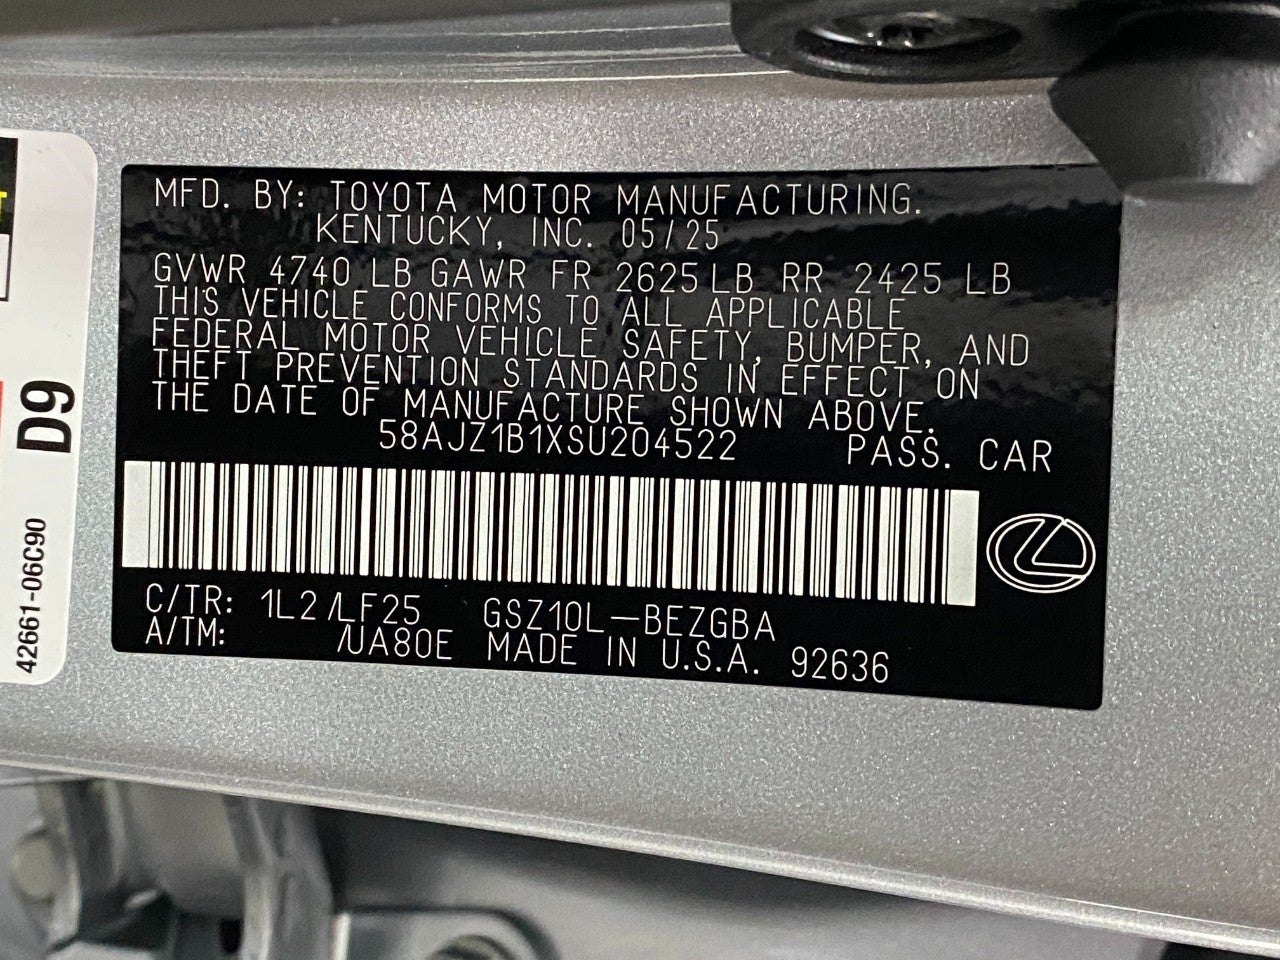 MFD. BY: TOYOTA MOTOR MANUFACTURING.
KENTUCKY, INC. 05/25
GVWR 4740 LB GAWR FR 2625 LB RR 2425 LB
THIS VEHICLE CONFORMS TO ALL APPLICABLE
FEDERAL MOTOR VEHICLE SAFETY, BUMPER, AND
THEFT PREVENTION STANDARDS IN EFFECT ON
THE DATE OF MANUFACTURE SHOWN ABOVE.
58AJZ1B1XSU204522 PASS. CAR
C/TR: 1L2 /LF25 GSZ10L-BEZGBA
A/TM: /UA80E MADE IN U.S.A. 92636
D9
42661-06C90